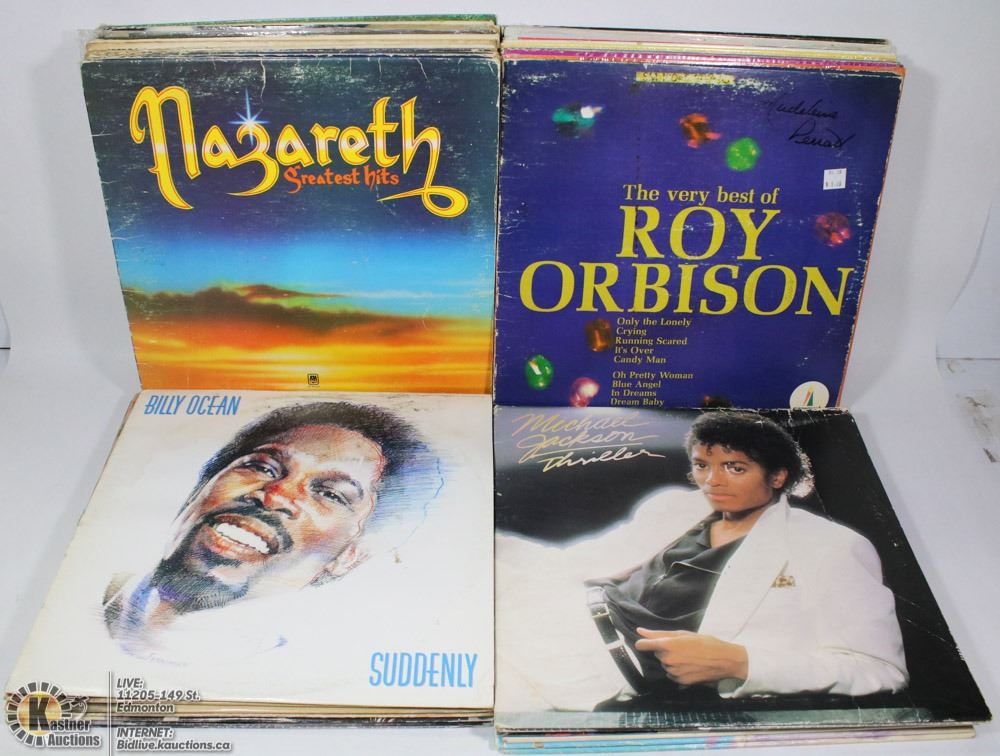 Nazareth
Greatest hits
Madeleine
The very best of
ROY
ORBISON
Only the Lonely
Crying
Running Scared
It's Over
Candy Man
Oh Pretty Woman
Blue Angel
In Dreams
Dream Baby
BILLY OCEAN
SUDDENLY
Michael
Jackson
Thriller
Kastner
Auctions
LIVE:
11205-149 St.
Edmonton
INTERNET:
Bidlive.kauctions.ca